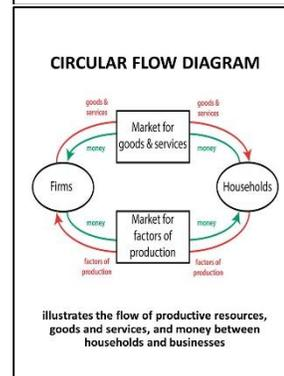 CIRCULAR FLOW DIAGRAM
goods &
services
goods &
services
Market for
goods & services
money
money
Firms
Households
money
Market for
factors of
production
money
factors of
production
factors of
production
illustrates the flow of productive resources,
goods and services, and money between
households and businesses